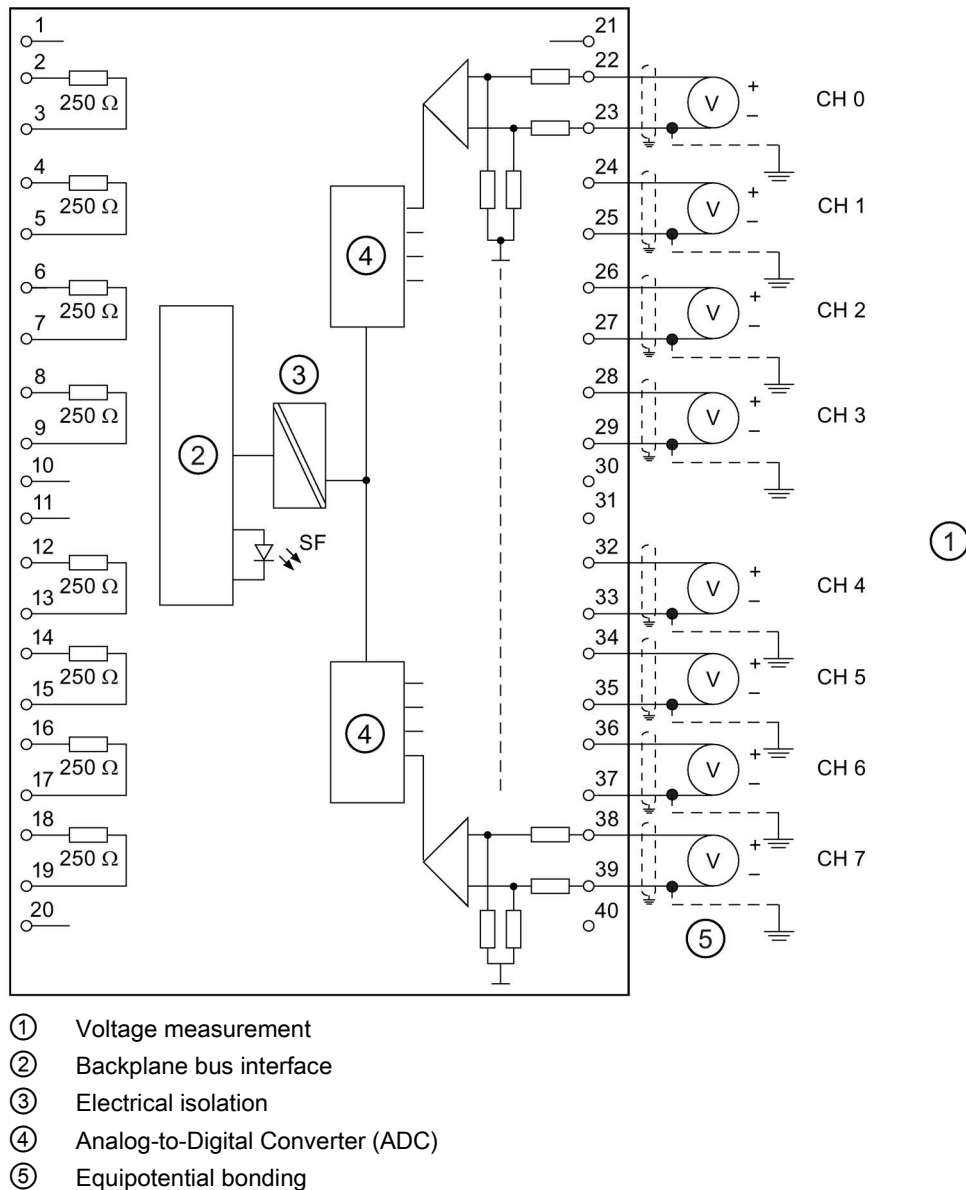 1
2
250 Ω
3
4
250 Ω
5
6
250 Ω
7
8
250 Ω
9
10
11
12
250 Ω
13
14
250 Ω
15
16
250 Ω
17
18
250 Ω
19
20
②
③
SF
④
④
21
22
23
24
25
26
27
28
29
30
31
32
33
34
35
36
37
38
39
40
V + − CH 0
V + − CH 1
V + − CH 2
V + − CH 3
①
V + − CH 4
V + − CH 5
V + − CH 6
V + − CH 7
⑤
① Voltage measurement
② Backplane bus interface
③ Electrical isolation
④ Analog-to-Digital Converter (ADC)
⑤ Equipotential bonding